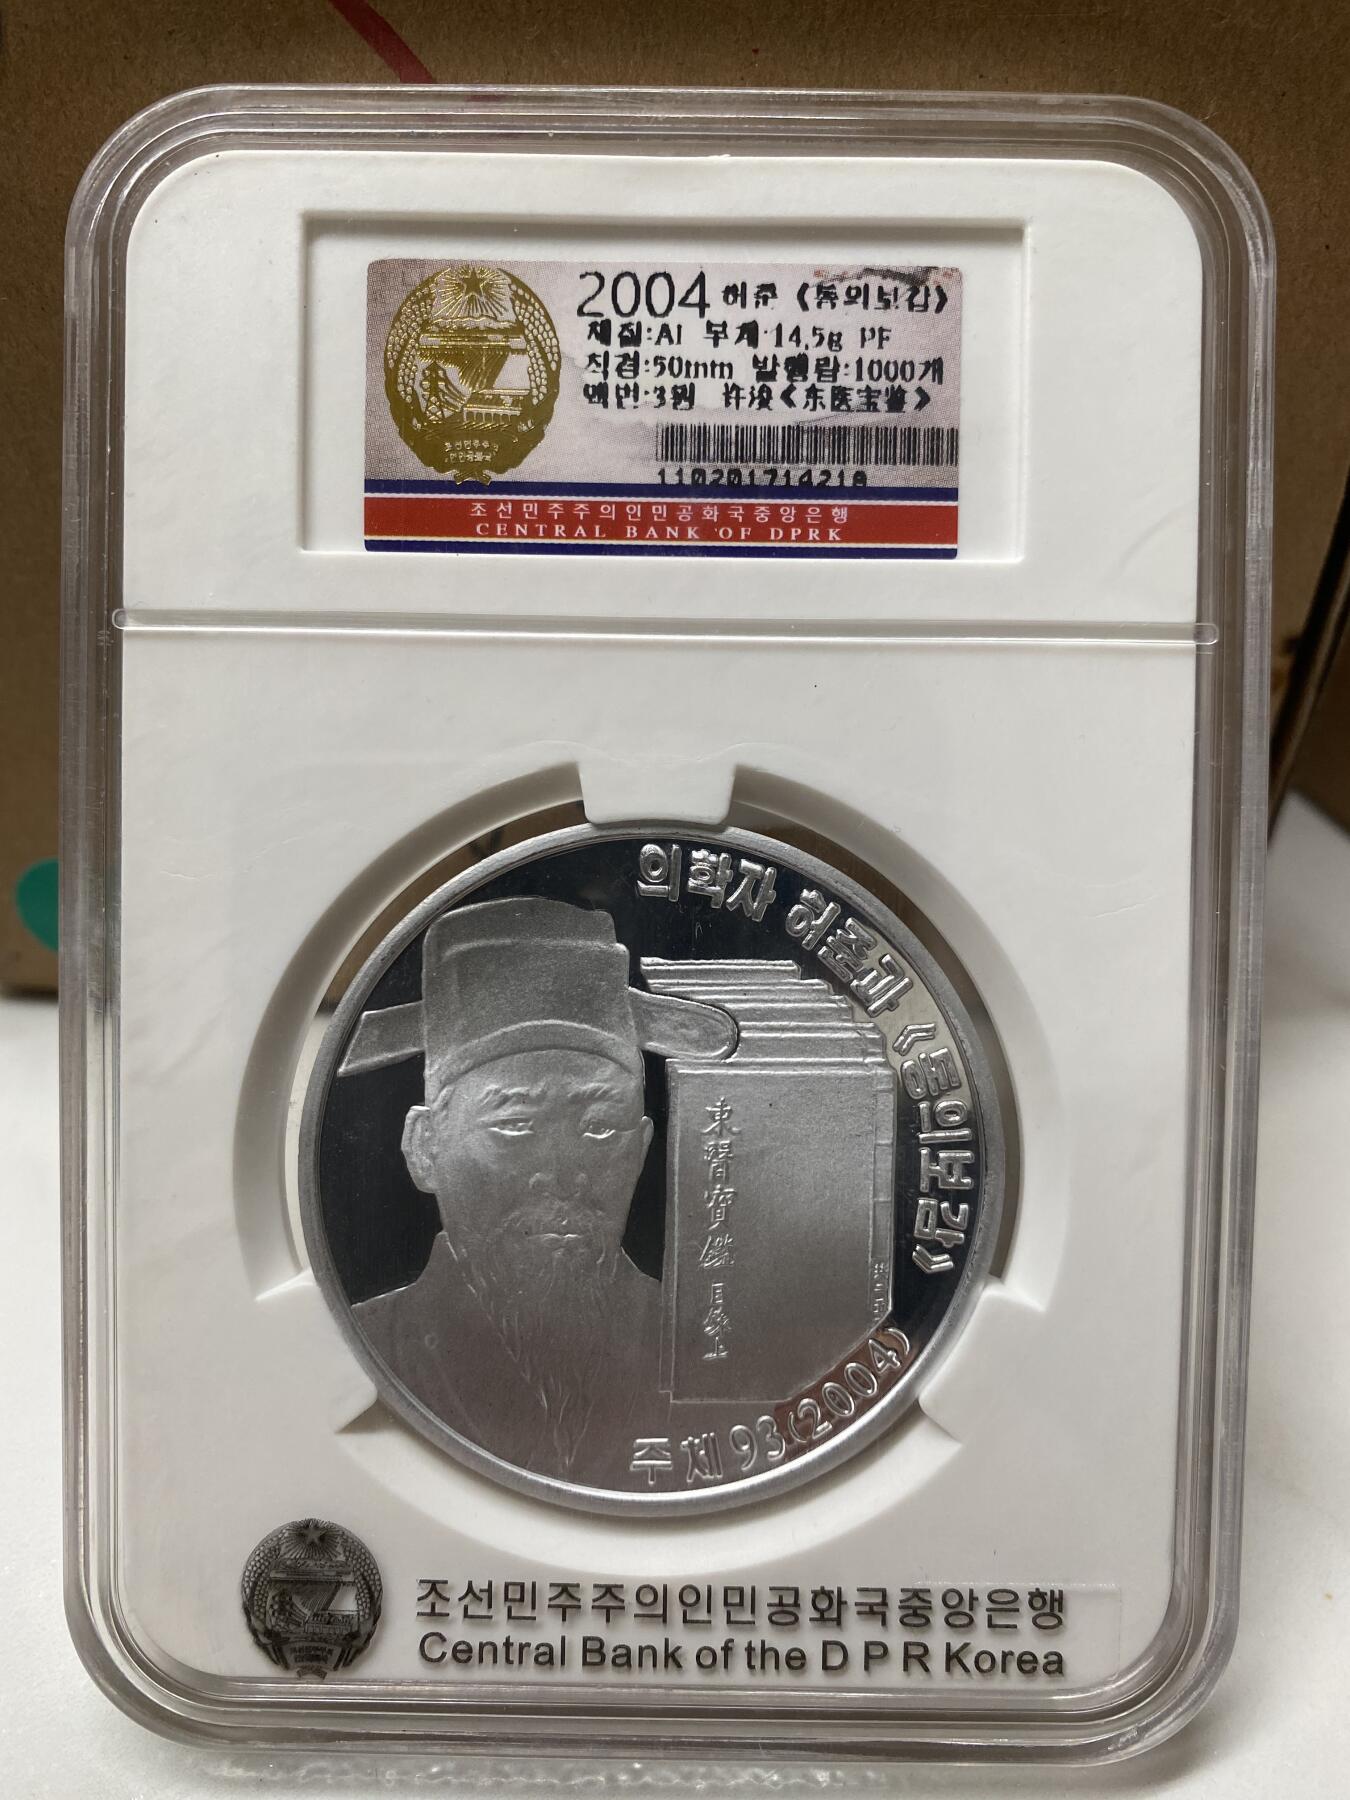 2004 허준 《동의보감》
재질:Al 무게:14.5g PF
직경:50mm 발행량:1000개
액면:3원 许浚《东医宝鉴》
110201714218
조선민주주의인민공화국중앙은행
CENTRAL BANK OF DPRK
의학자 허준과 《동의보감》
東醫寶鑑 目錄上
주체93(2004)
조선민주주의인민공화국중앙은행
Central Bank of the D P R Korea